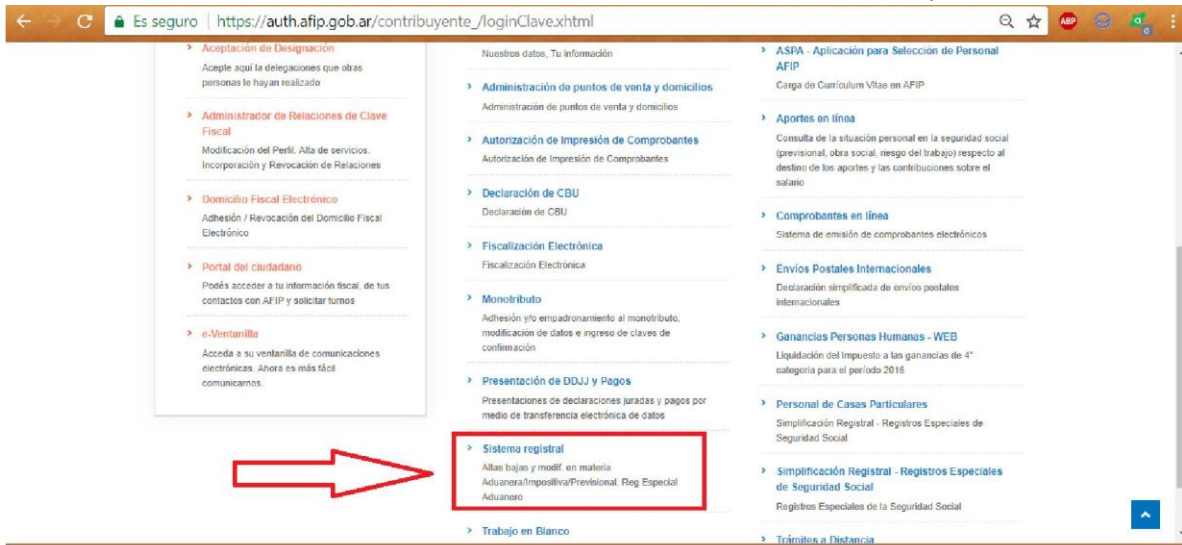 Es seguro | https://auth.afip.gob.ar/contribuyente_/loginClave.xhtml
ABP
Aceptación de Designación
Acepte aquí la delegaciones que otras
personas le hayan realizado
Administrador de Relaciones de Clave
Fiscal
Modificación del Perfil. Alta de servicios.
Incorporación y Revocación de Relaciones
Domicilio Fiscal Electrónico
Adhesión / Revocación del Domicilio Fiscal
Electrónico
Portal del ciudadano
Podés acceder a tu información fiscal, de tus
contactos con AFIP y solicitar turnos
e-Ventanilla
Acceda a su ventanilla de comunicaciones
electrónicas. Ahora es más fácil
comunicarnos.
Nuestros datos, Tu información
Administración de puntos de venta y domicilios
Administración de puntos de venta y domicilios
Autorización de Impresión de Comprobantes
Autorización de Impresión de Comprobantes
Declaración de CBU
Declaración de CBU
Fiscalización Electrónica
Fiscalización Electrónica
Monotributo
Adhesión y/o empadronamiento al monotributo,
modificación de datos e ingreso de claves de
confirmación
Presentación de DDJJ y Pagos
Presentaciones de declaraciones juradas y pagos por
medio de transferencia electrónica de datos
Sistema registral
Altas bajas y modif. en materia
Aduanera/Impositiva/Previsional. Reg Especial
Aduanero
Trabajo en Blanco
ASPA - Aplicación para Selección de Personal
AFIP
Carga de Currículum Vitae en AFIP
Aportes en línea
Consulta de la situación personal en la seguridad social
(previsional, obra social, riesgo del trabajo) respecto al
destino de los aportes y las contribuciones sobre el
salario
Comprobantes en línea
Sistema de emisión de comprobantes electrónicos
Envíos Postales Internacionales
Declaración simplificada de envíos postales
internacionales
Ganancias Personas Humanas - WEB
Liquidación del Impuesto a las ganancias de 4°
categoría para el período 2016
Personal de Casas Particulares
Simplificación Registral - Registros Especiales de
Seguridad Social
Simplificación Registral - Registros Especiales
de Seguridad Social
Registros Especiales de la Seguridad Social
Trámites a Distancia